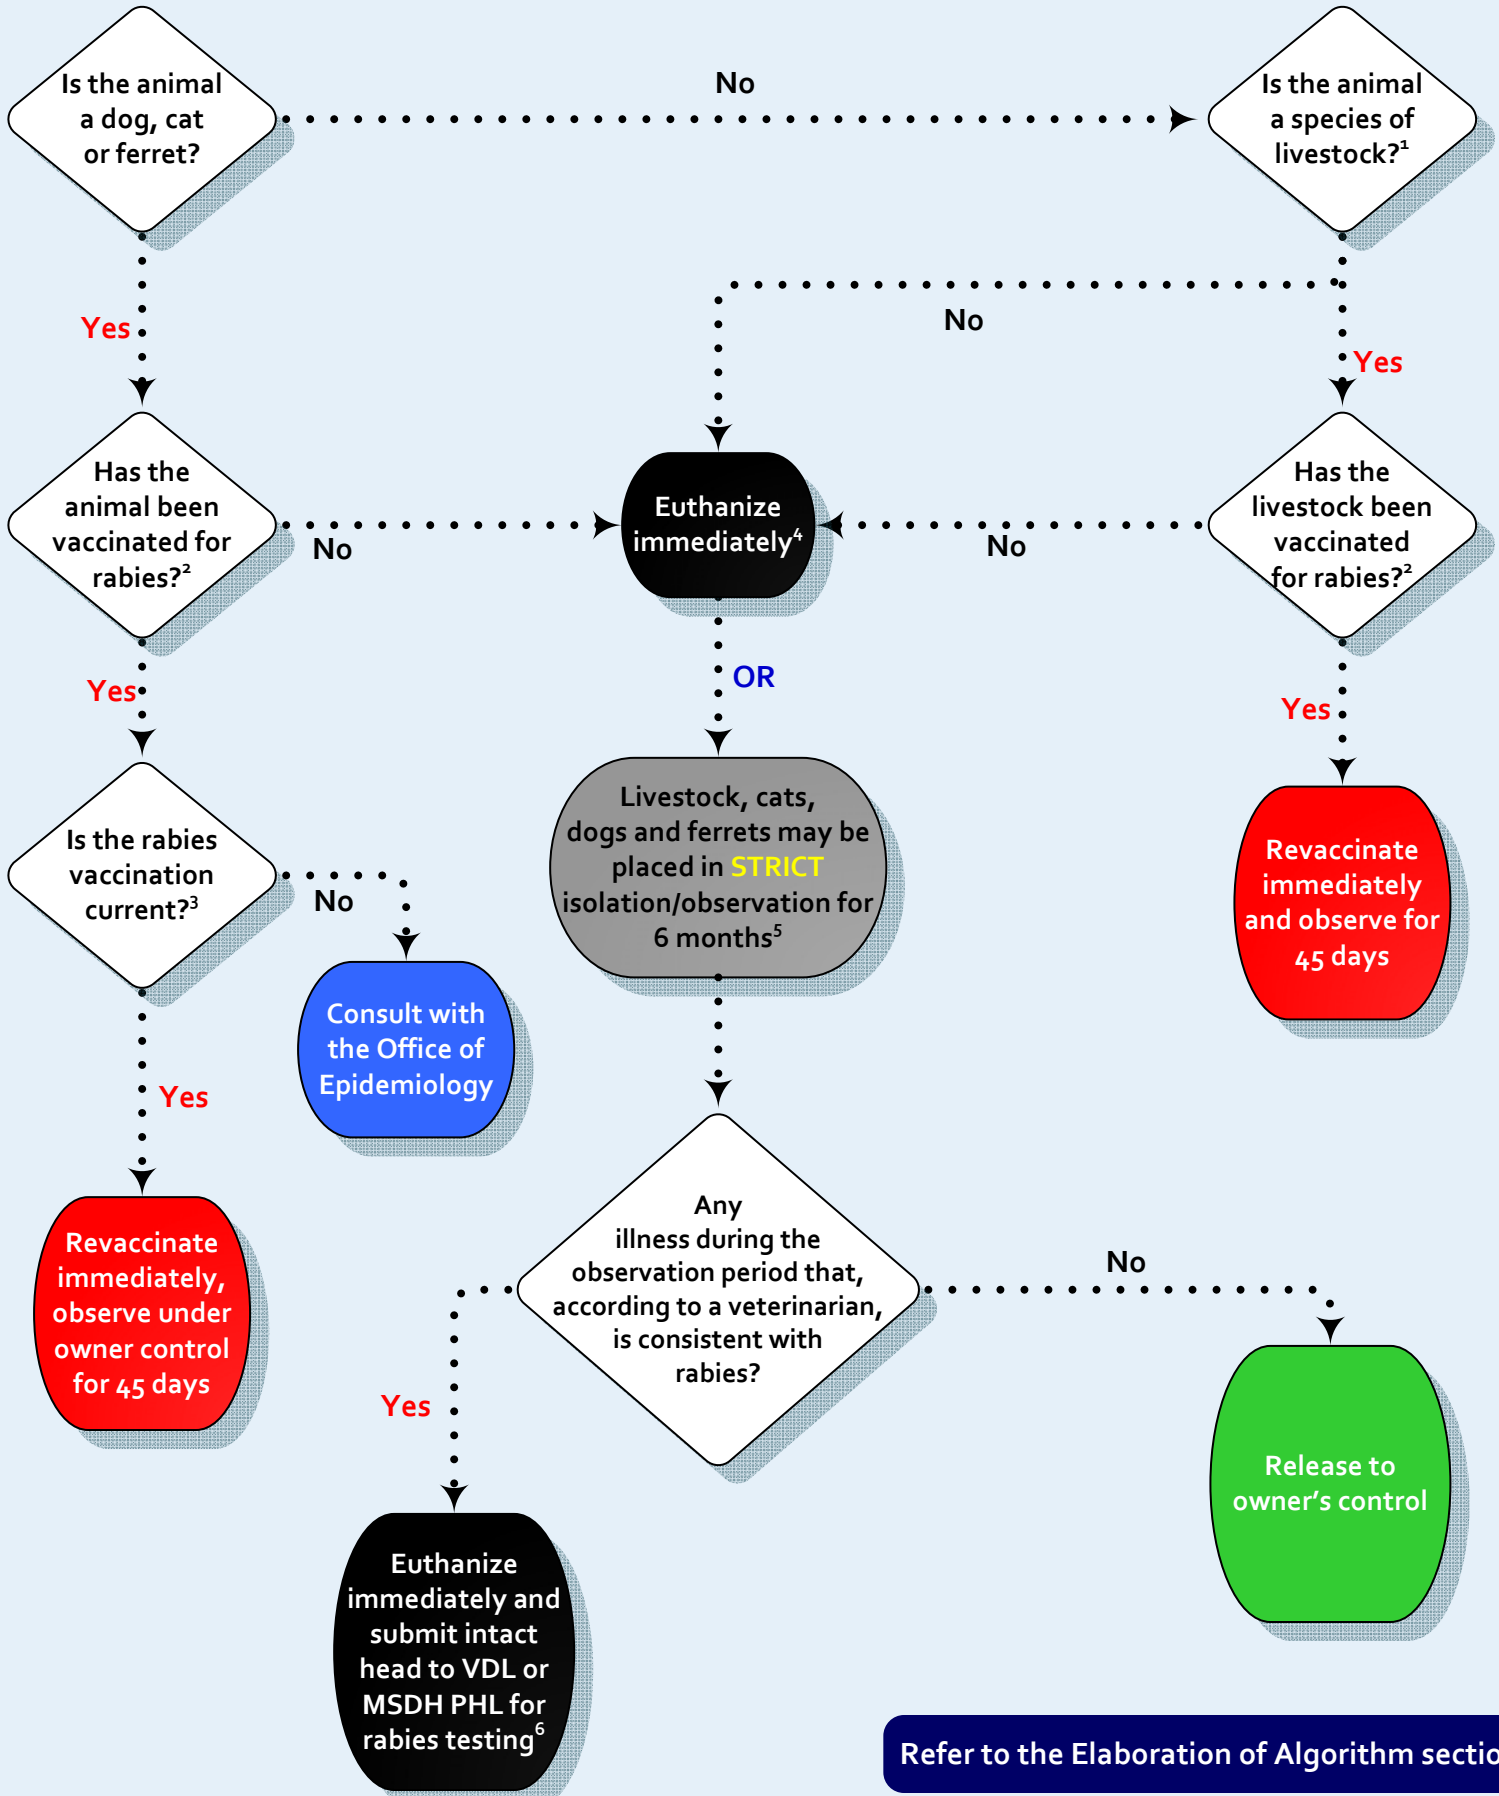 Is the animal
a dog, cat
or ferret?
No
Is the animal
a species of
livestock?¹
Yes
No
Yes
Has the
animal been
vaccinated for
rabies?²
No
Euthanize
immediately⁴
No
Has the
livestock been
vaccinated
for rabies?²
Yes
OR
Yes
Is the rabies
vaccination
current?³
No
Livestock, cats,
dogs and ferrets may be
placed in STRICT
isolation/observation for
6 months⁵
Revaccinate
immediately
and observe for
45 days
Consult with
the Office of
Epidemiology
Yes
Revaccinate
immediately,
observe under
owner control
for 45 days
Any
illness during the
observation period that,
according to a veterinarian,
is consistent with
rabies?
No
Yes
Release to
owner's control
Euthanize
immediately and
submit intact
head to VDL or
MSDH PHL for
rabies testing⁶
Refer to the Elaboration of Algorithm sectio